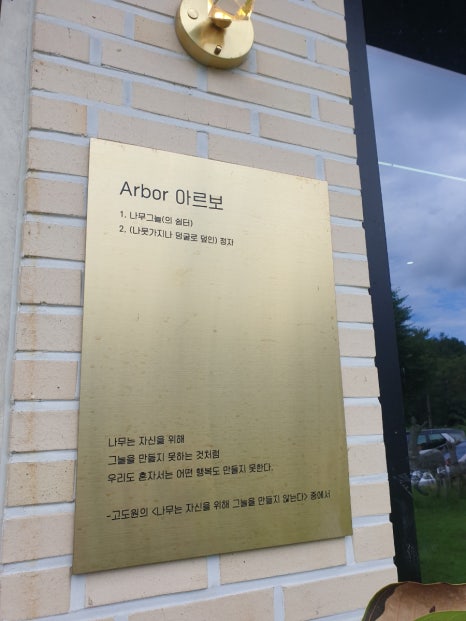 Arbor 아르보
1. 나무그늘(의 쉼터)
2. (나뭇가지나 덩굴로 덮인) 정자
나무는 자신을 위해
그늘을 만들지 못하는 것처럼
우리도 혼자서는 어떤 행복도 만들지 못한다.
-고도원의 <나무는 자신을 위해 그늘을 만들지 않는다> 중에서